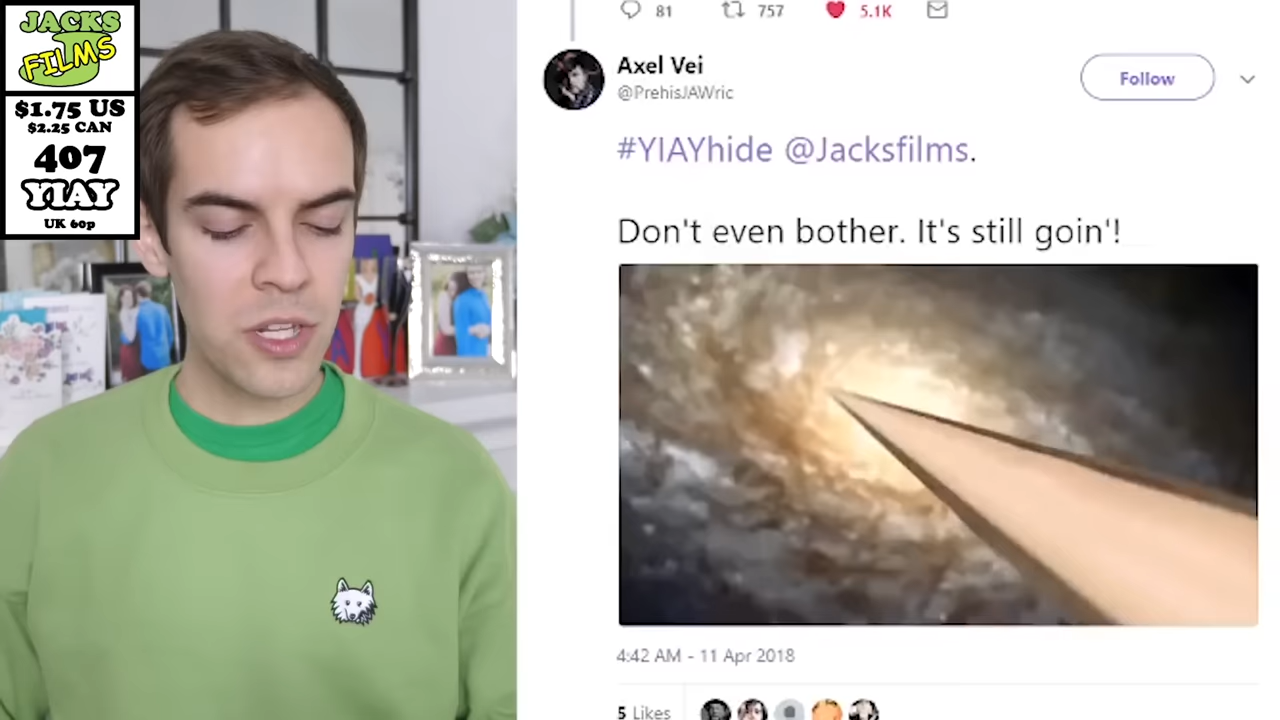 JACKS
FILMS
$1.75 US
$2.25 CAN
407
YIAY
UK 60p
81 757 5.1K
Axel Vei
@PrehisJAWric
Follow
#YIAYhide @Jacksfilms.
Don't even bother. It's still goin'!
4:42 AM - 11 Apr 2018
5 Likes